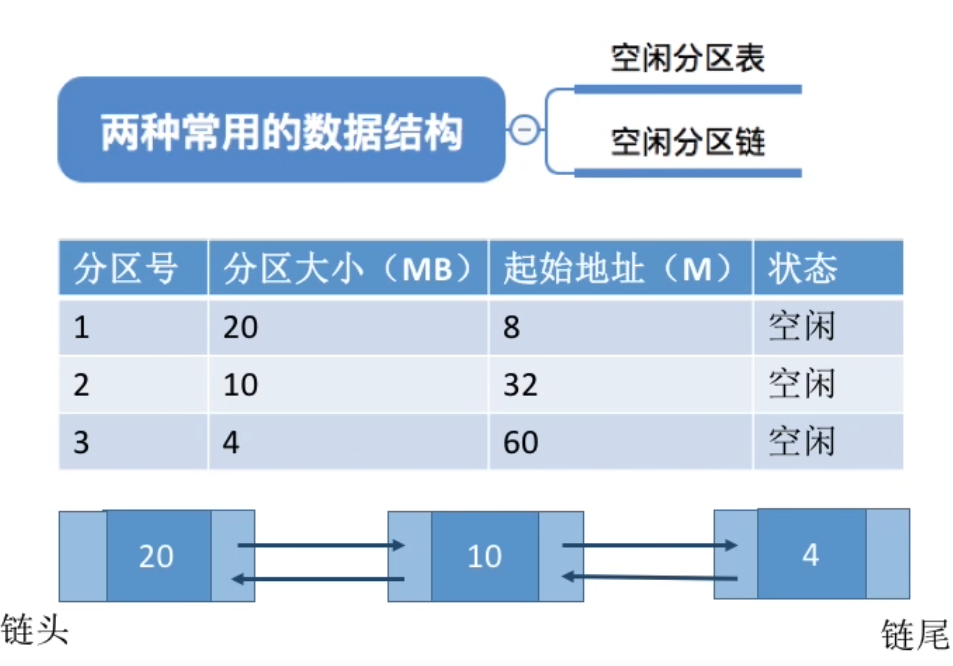 空闲分区表
两种常用的数据结构
空闲分区链
分区号 分区大小（MB） 起始地址（M） 状态
1 20 8 空闲
2 10 32 空闲
3 4 60 空闲
20 10 4
链头 链尾